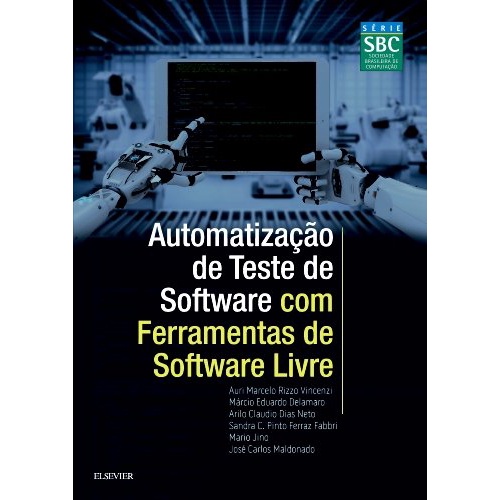 SÉRIE
SBC
SOCIEDADE
BRASILEIRA DE
COMPUTAÇÃO
Automatização
de Teste de
Software com
Ferramentas de
Software Livre
Auri Marcelo Rizzo Vincenzi
Márcio Eduardo Delamaro
Arilo Claudio Dias Neto
Sandra C. Pinto Ferraz Fabbri
Mario Jino
José Carlos Maldonado
ELSEVIER